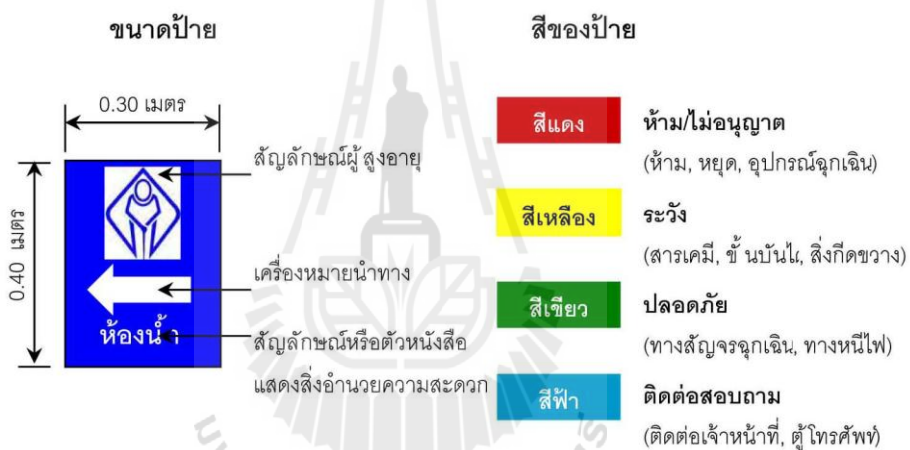 ขนาดป้าย
0.30 เมตร
0.40 เมตร
ห้องน้ำ
สัญลักษณ์ผู้สูงอายุ
เครื่องหมายนำทาง
สัญลักษณ์หรือตัวหนังสือ
แสดงสิ่งอำนวยความสะดวก
สีของป้าย
สีแดง
ห้าม/ไม่อนุญาต
(ห้าม, หยุด, อุปกรณ์ฉุกเฉิน)
สีเหลือง
ระวัง
(สารเคมี, ขั้นบันได, สิ่งกีดขวาง)
สีเขียว
ปลอดภัย
(ทางสัญจรฉุกเฉิน, ทางหนีไฟ)
สีฟ้า
ติดต่อสอบถาม
(ติดต่อเจ้าหน้าที่, ตู้โทรศัพท์)